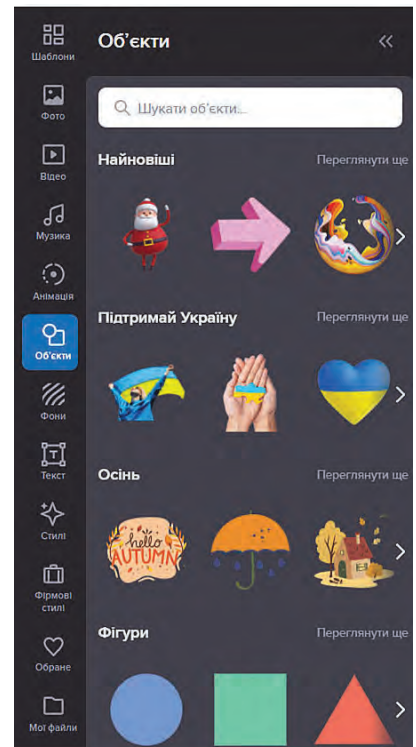 Шаблони
Фото
Відео
Музика
Анімація
Об'єкти
Фони
Текст
Стилі
Фірмові
стилі
Обране
Мої файли
Об'єкти
Шукати об'єкти...
Найновіші Переглянути ще
Підтримай Україну Переглянути ще
Осінь Переглянути ще
hello
AUTUMN
Фігури Переглянути ще